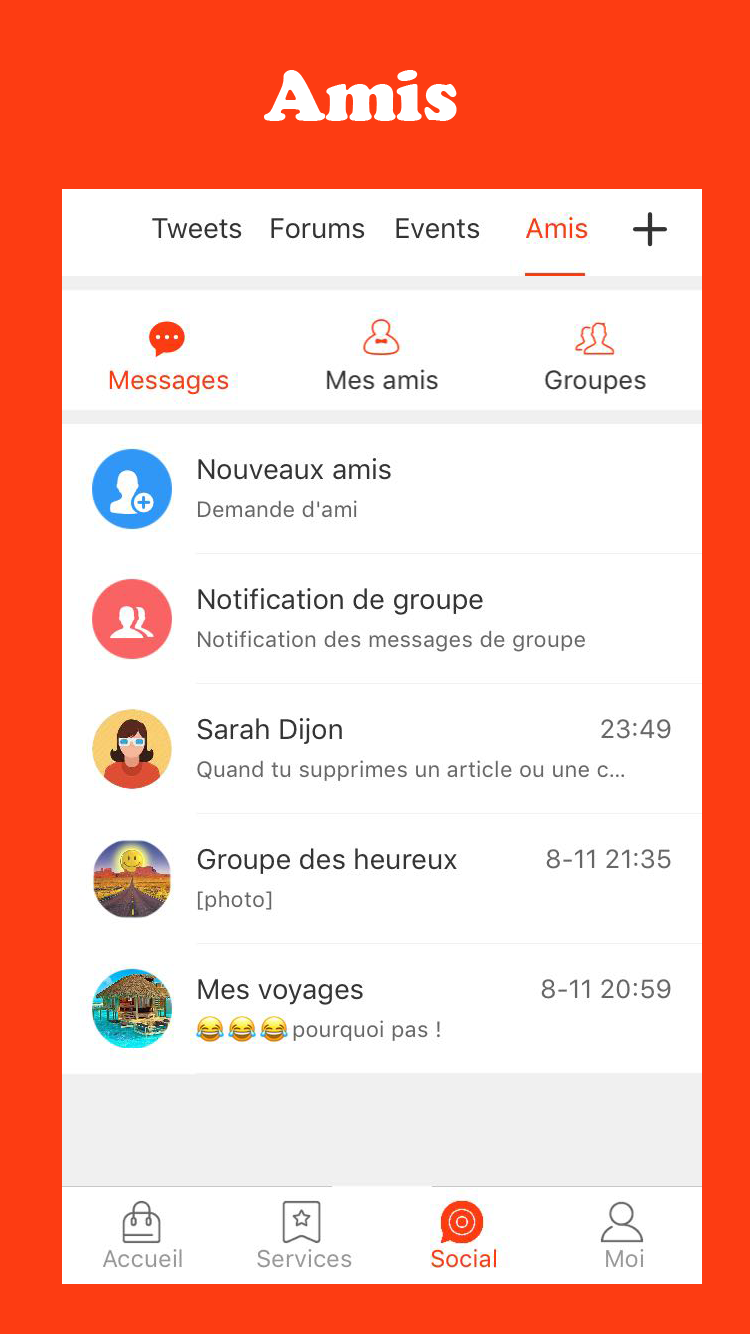 Amis
Tweets Forums Events Amis
Messages Mes amis Groupes
Nouveaux amis
Demande d'ami
Notification de groupe
Notification des messages de groupe
Sarah Dijon 23:49
Quand tu supprimes un article ou une c...
Groupe des heureux 8-11 21:35
[photo]
Mes voyages 8-11 20:59
😂😂😂pourquoi pas !
Accueil Services Social Moi